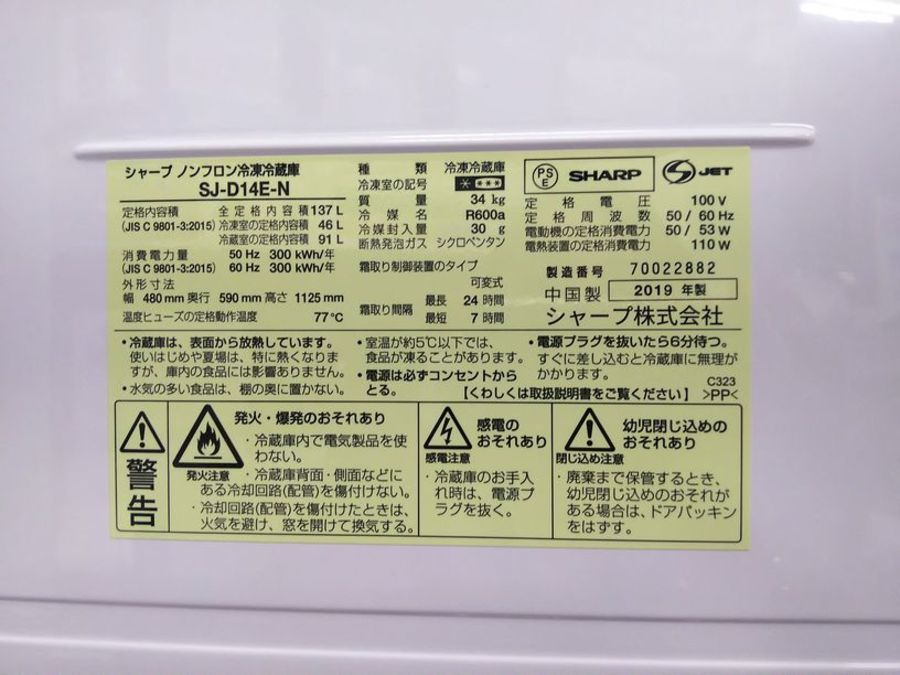 シャープ ノンフロン冷凍冷蔵庫
SJ-D14E-N
定格内容積 全定格内容積 137 L
(JIS C 9801-3:2015) 冷凍室の定格内容積 46 L
冷蔵室の定格内容積 91 L
消費電力量 50 Hz 300 kWh/年
(JIS C 9801-3:2015) 60 Hz 300 kWh/年
外形寸法
幅 480 mm 奥行 590 mm 高さ 1125 mm
温度ヒューズの定格動作温度 77℃
種類 冷凍冷蔵庫
冷凍室の記号
質量 34 kg
冷媒名 R600a
冷媒封入量 30 g
断熱発泡ガス シクロペンタン
霜取り制御装置のタイプ
可変式
霜取り間隔 最長 24 時間
最短 7 時間
PS
E
SHARP
S JET
定格電圧 100 V
定格周波数 50 / 60 Hz
電動機の定格消費電力 50 / 53 W
電熱装置の定格消費電力 110 W
製造番号 70022882
中国製 2019 年製
シャープ株式会社
・冷蔵庫は、表面から放熱しています。
使いはじめや夏場は、特に熱くなりま
すが、庫内の食品には影響ありません。
・水気の多い食品は、棚の奥に置かない。
・室温が約5℃以下では、
食品が凍ることがあります。
・電源は必ずコンセントから
とる。
・電源プラグを抜いたら6分待つ。
すぐに差し込むと冷蔵庫に無理が
かかります。
C323
【くわしくは取扱説明書をご覧ください】 >PP<
警告
発火・爆発のおそれあり
発火注意
・冷蔵庫内で電気製品を使
わない。
・冷蔵庫背面・側面などに
ある冷却回路(配管)を傷付けない。
・冷却回路(配管)を傷付けたときは、
火気を避け、窓を開けて換気する。
感電の
おそれあり
感電注意
・冷蔵庫のお手入
れ時は、電源プ
ラグを抜く。
幼児閉じ込めの
おそれあり
閉じ込め注意
・廃棄まで保管するとき、
幼児閉じ込めのおそれが
ある場合は、ドアパッキン
をはずす。